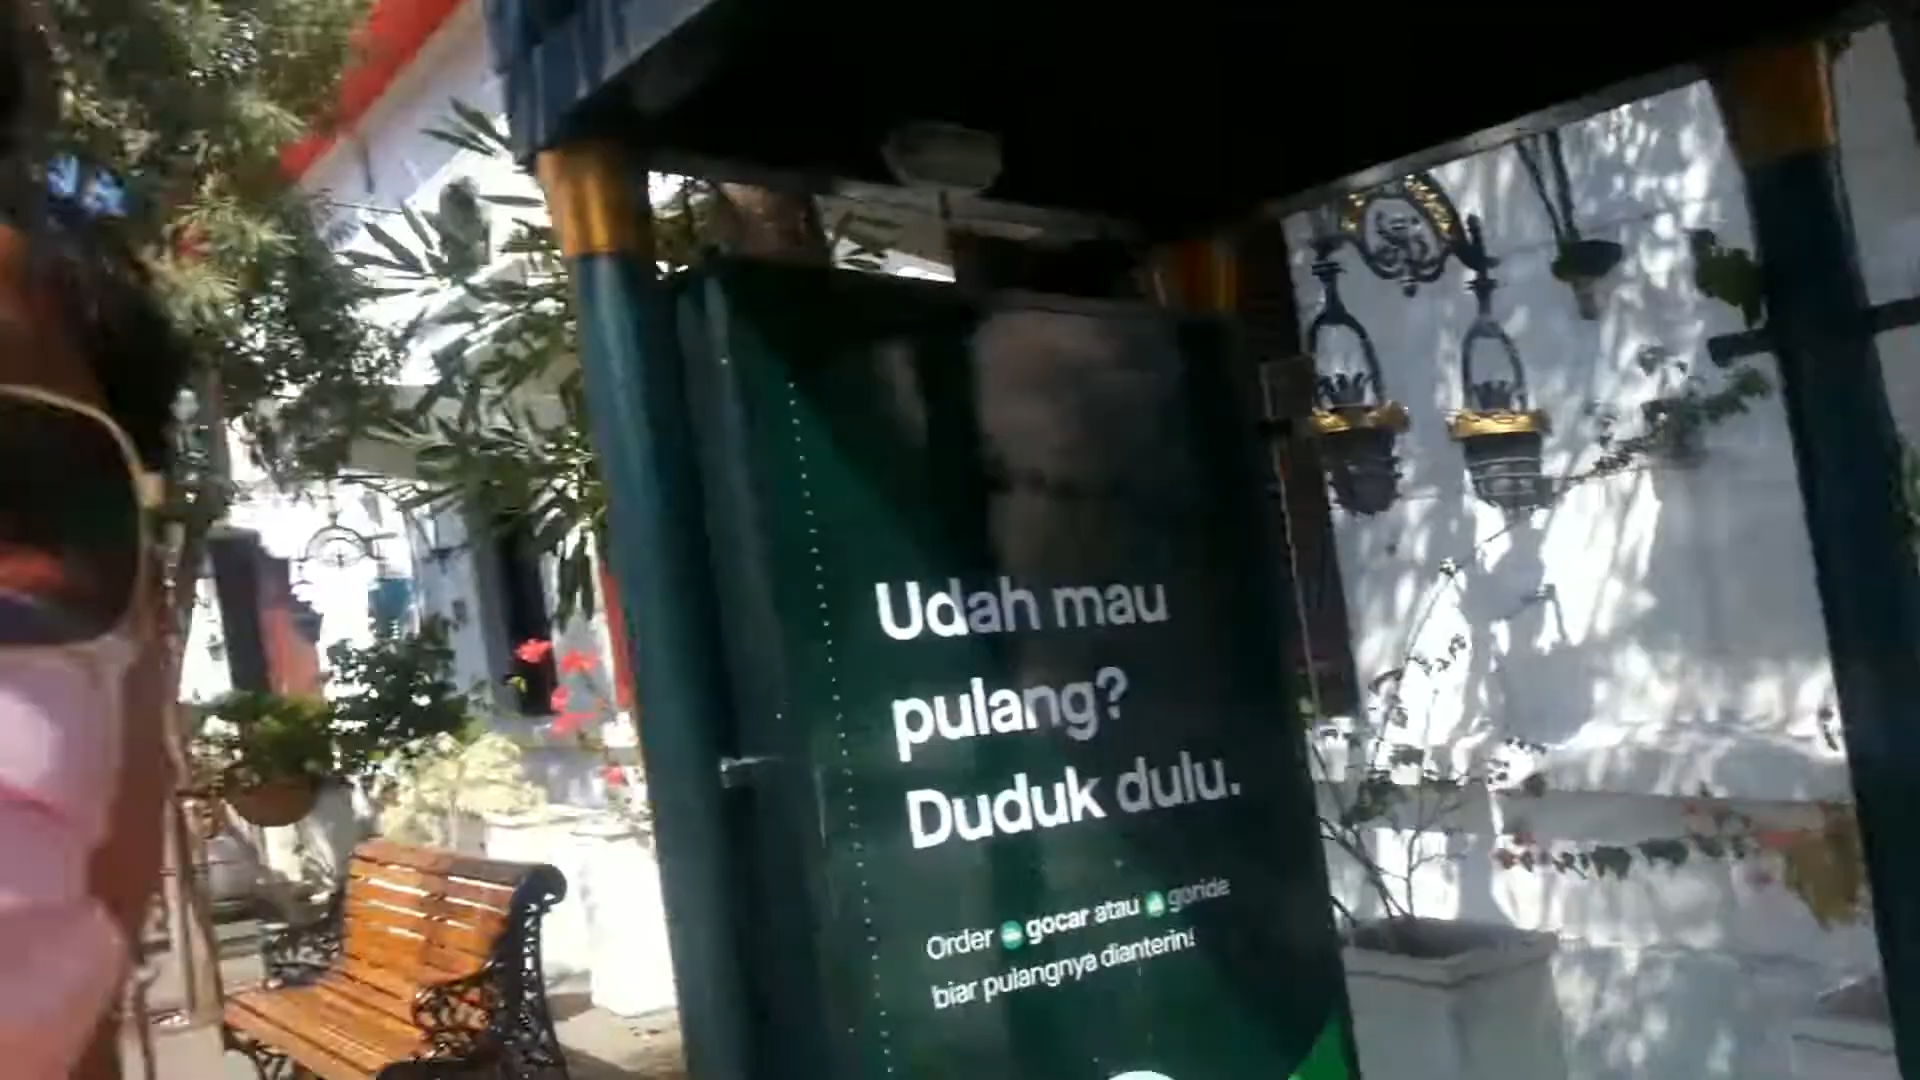 Udah mau
pulang?
Duduk dulu.
Order gocar atau goride
biar pulangnya dianterin!